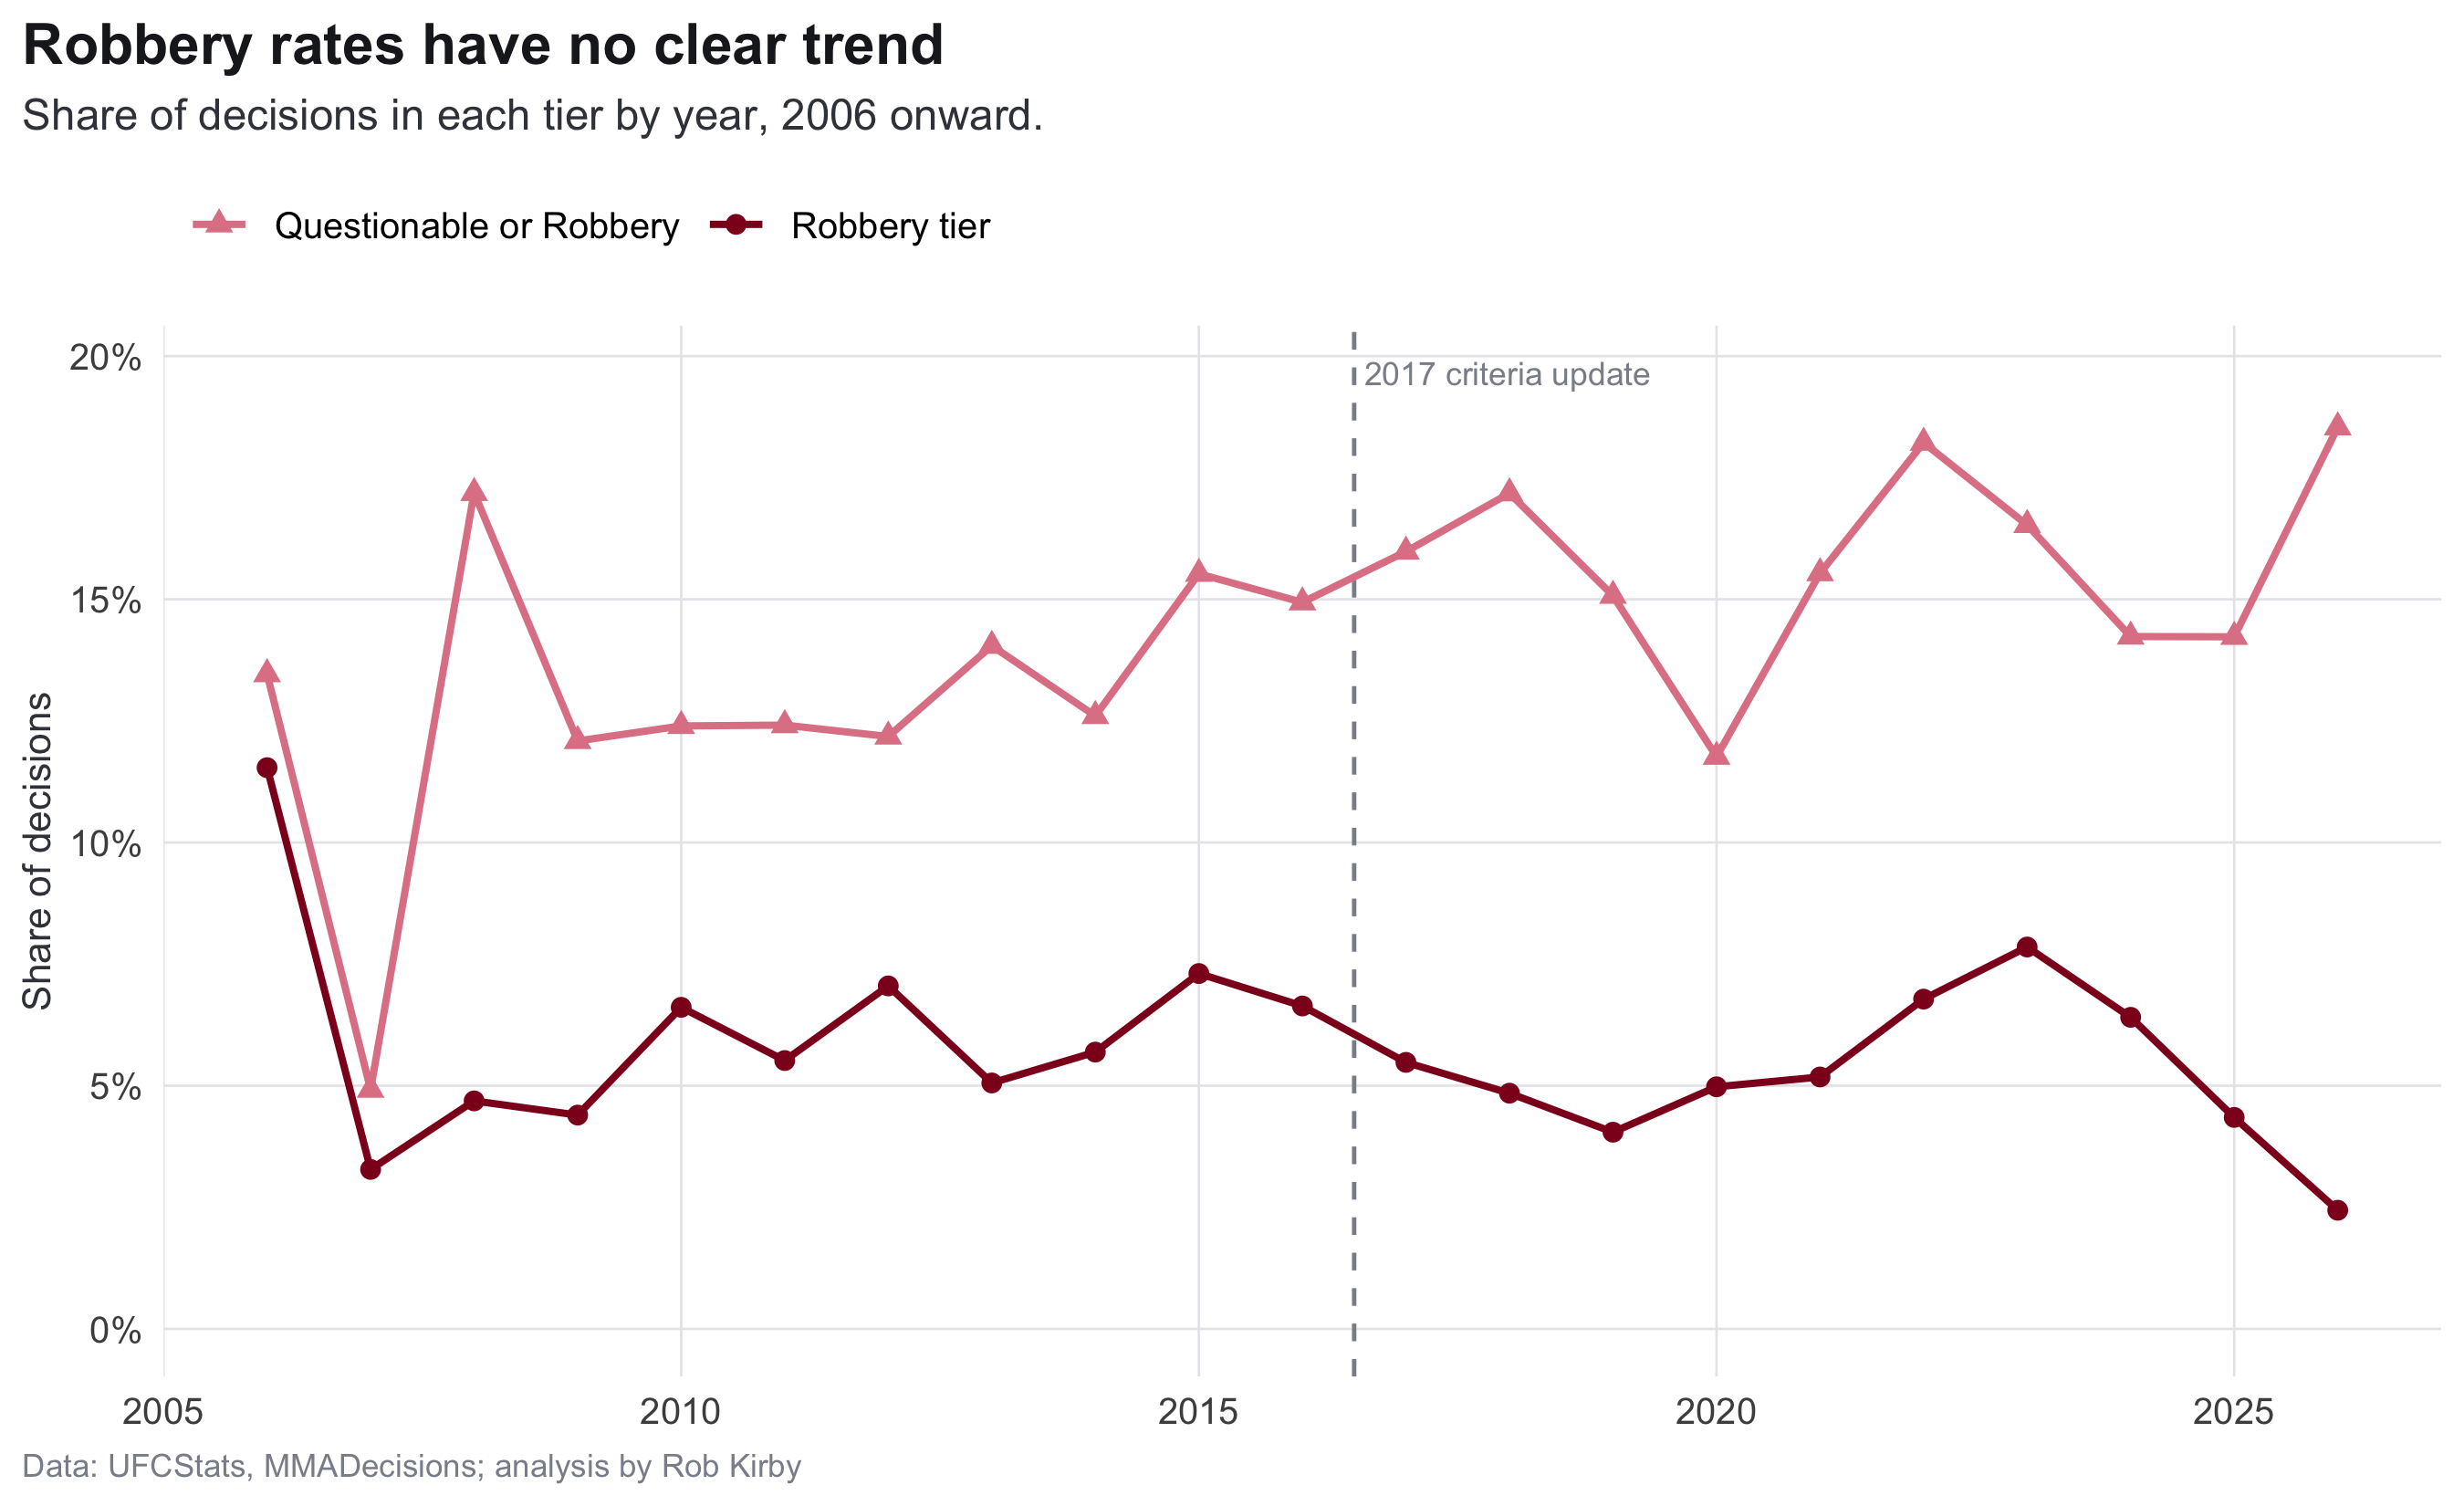 Robbery rates have no clear trend
Share of decisions in each tier by year, 2006 onward.
Questionable or Robbery
Robbery tier
20%
2017 criteria update
15%
10%
5%
0%
Share of decisions
2005
2010
2015
2020
2025
Data: UFCStats, MMADecisions; analysis by Rob Kirby